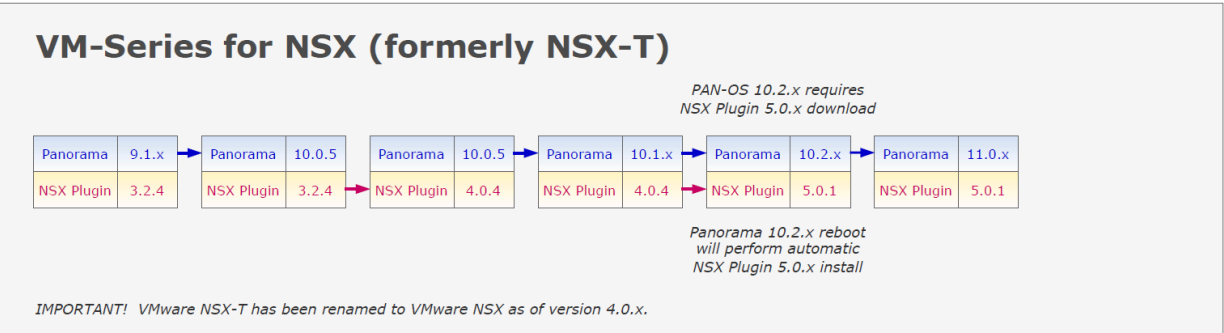 VM-Series for NSX (formerly NSX-T)
PAN-OS 10.2.x requires
NSX Plugin 5.0.x download
Panorama 9.1.x Panorama 10.0.5 Panorama 10.0.5 Panorama 10.1.x Panorama 10.2.x Panorama 11.0.x
NSX Plugin 3.2.4 NSX Plugin 3.2.4 NSX Plugin 4.0.4 NSX Plugin 4.0.4 NSX Plugin 5.0.1 NSX Plugin 5.0.1
Panorama 10.2.x reboot
will perform automatic
NSX Plugin 5.0.x install
IMPORTANT! VMware NSX-T has been renamed to VMware NSX as of version 4.0.x.